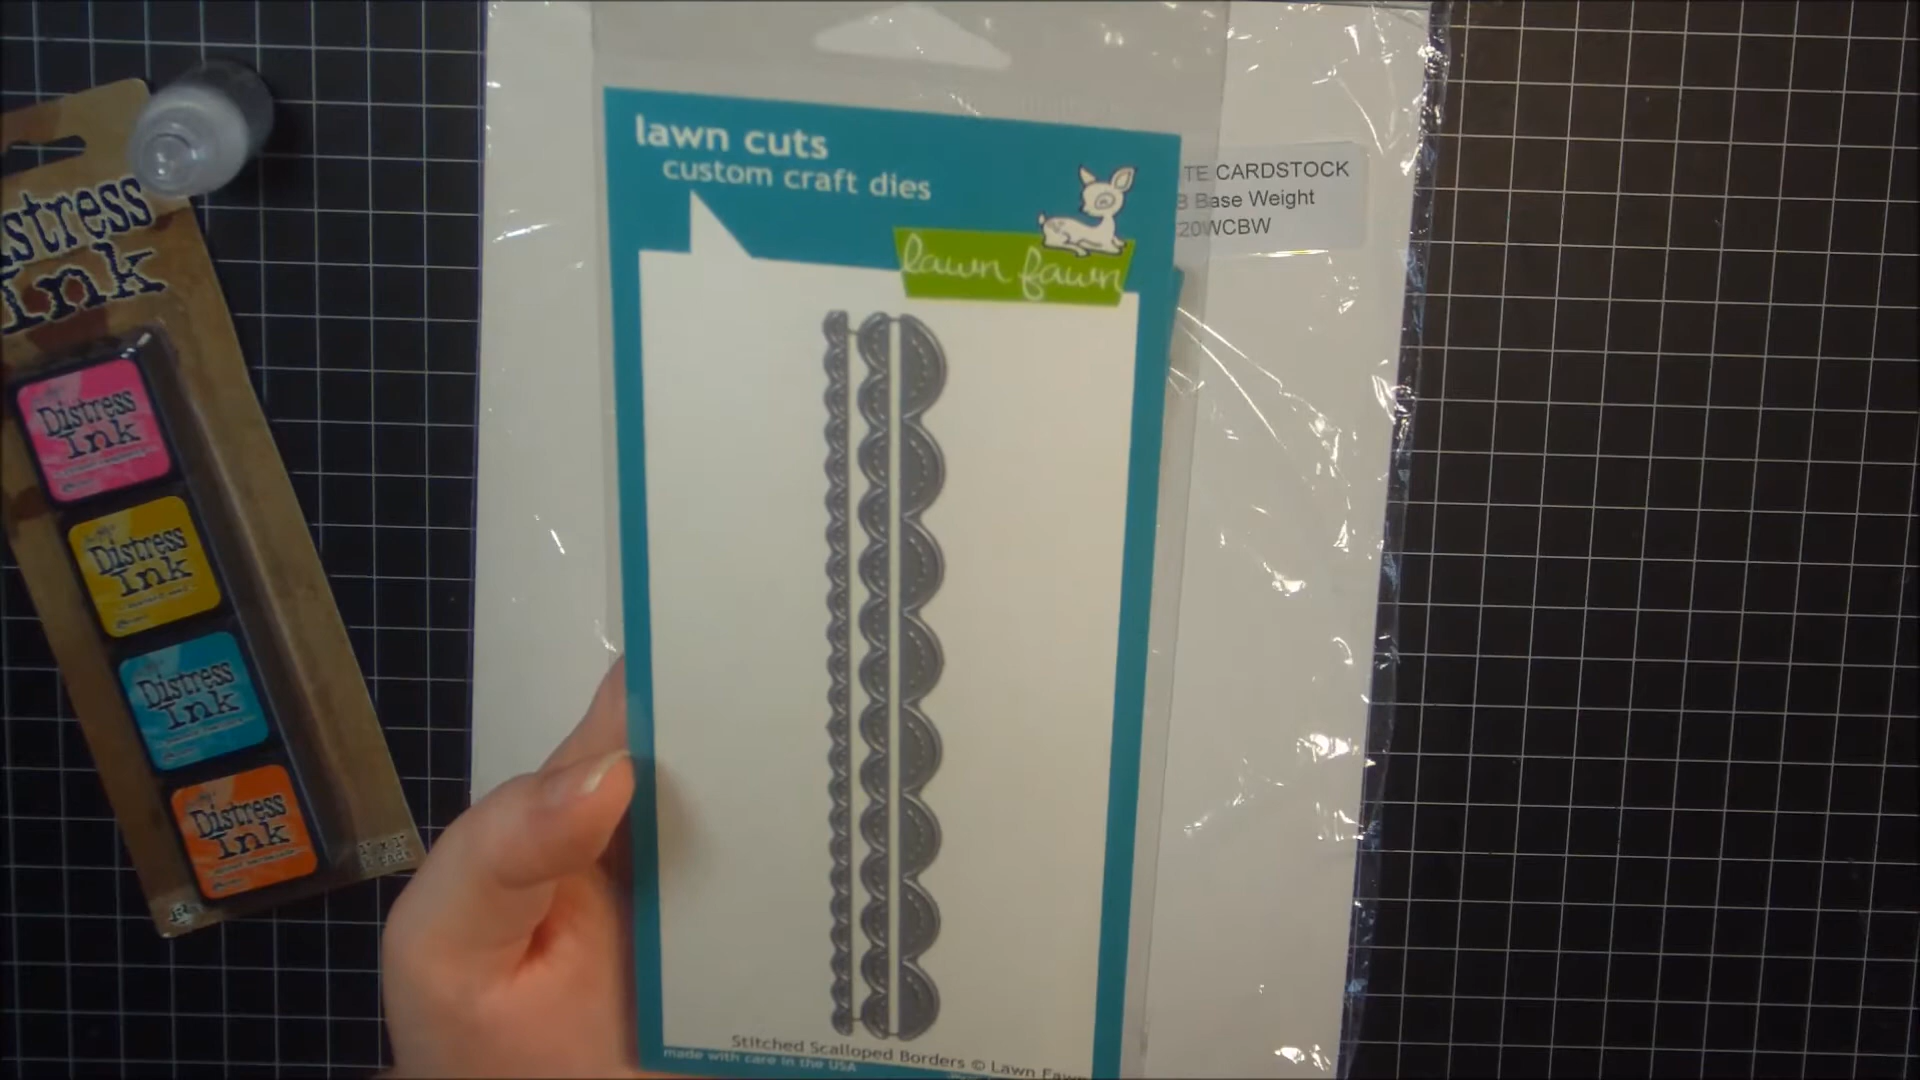 lawn cuts
custom craft dies
lawn fawn
Stitched Scalloped Borders © Lawn Fawn
made with care in the USA
TE CARDSTOCK
B Base Weight
20WCBW
Distress
Ink
Distress
Ink
Distress
Ink
Distress
Ink
Distress
Ink